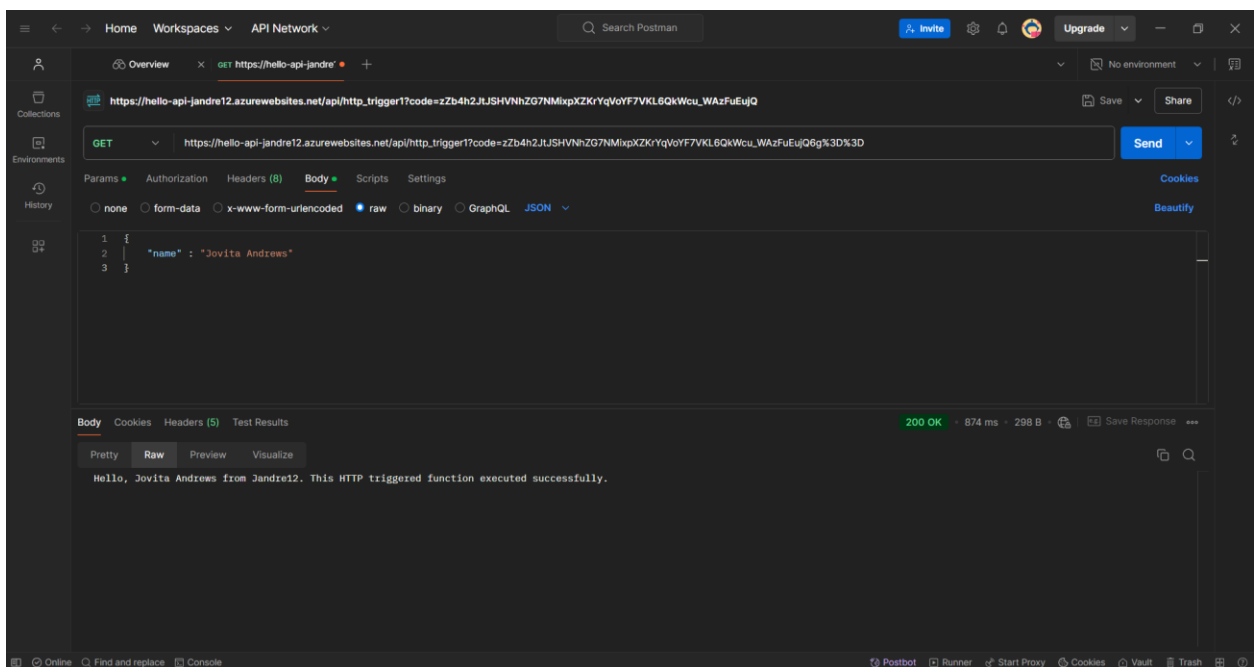 Home Workspaces API Network Search Postman Invite Upgrade
Overview GET https://hello-api-jandre' No environment
https://hello-api-jandre12.azurewebsites.net/api/http_trigger1?code=zZb4h2JtJSHVNhZG7NMixpXZKrYqVoYF7VKL6QkWcu_WAzFuEujQ Save Share
Collections
GET https://hello-api-jandre12.azurewebsites.net/api/http_trigger1?code=zZb4h2JtJSHVNhZG7NMixpXZKrYqVoYF7VKL6QkWcu_WAzFuEujQ6g%3D%3D Send
Environments
Params Authorization Headers (8) Body Scripts Settings Cookies
History
none form-data x-www-form-urlencoded raw binary GraphQL JSON Beautify
1 {
2 "name" : "Jovita Andrews"
3 }
Body Cookies Headers (5) Test Results 200 OK 874 ms 298 B Save Response
Pretty Raw Preview Visualize
Hello, Jovita Andrews from Jandre12. This HTTP triggered function executed successfully.
Online Find and replace Console Postbot Runner Start Proxy Cookies Vault Trash